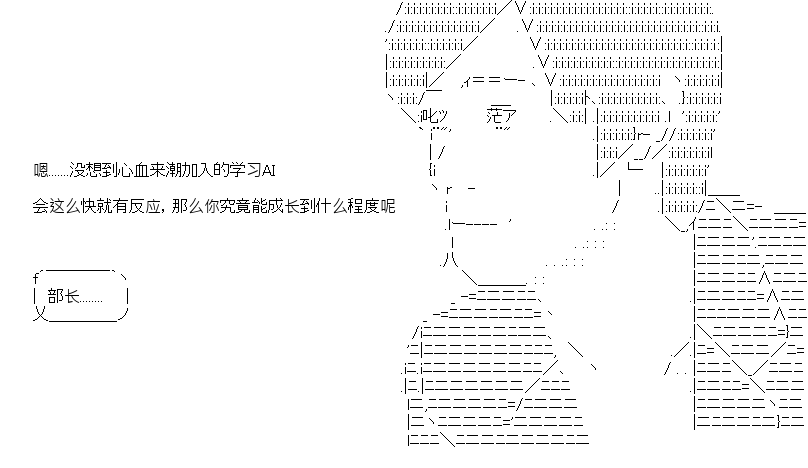 嗯.......没想到心血来潮加入的学习AI
会这么快就有反应，那么你究竟能成长到什么程度呢
部长........